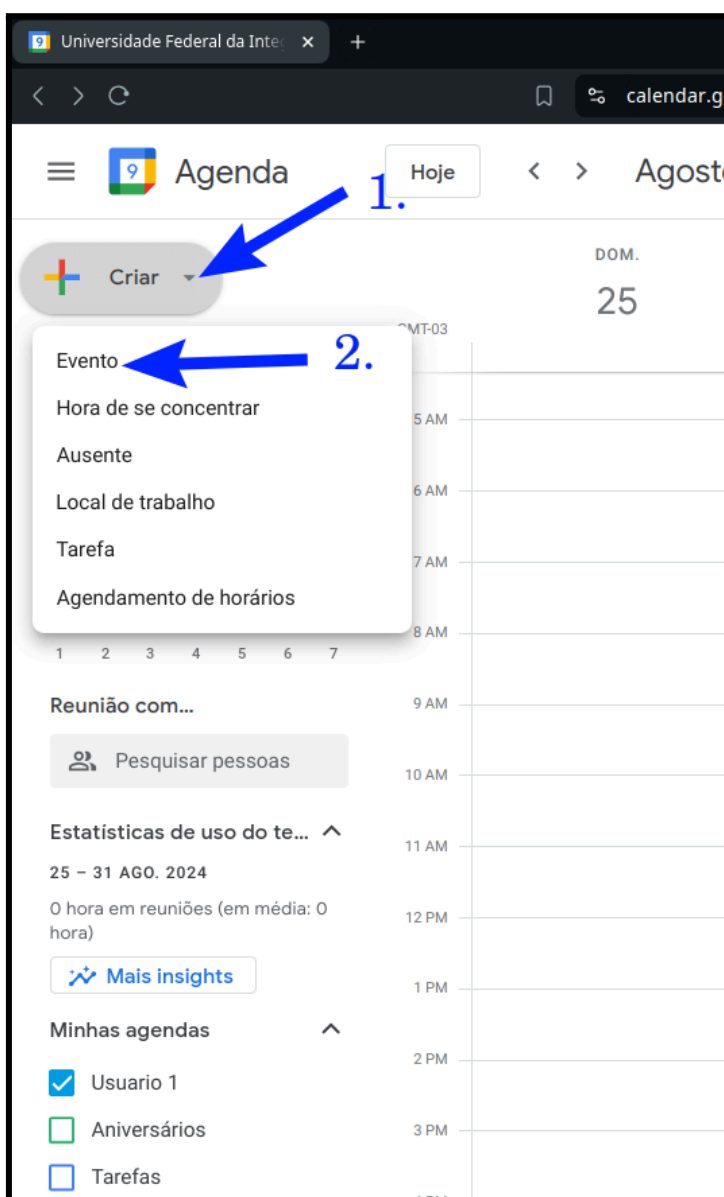 9 Universidade Federal da Inte
calendar.g
9 Agenda
1.
Hoje
Agosto
Criar
DOM.
25
GMT-03
2.
Evento
Hora de se concentrar
Ausente
Local de trabalho
Tarefa
Agendamento de horários
5 AM
6 AM
7 AM
8 AM
1 2 3 4 5 6 7
Reunião com...
9 AM
Pesquisar pessoas
10 AM
Estatísticas de uso do te...
11 AM
25 – 31 AGO. 2024
0 hora em reuniões (em média: 0
hora)
12 PM
Mais insights
1 PM
Minhas agendas
2 PM
Usuario 1
Aniversários
3 PM
Tarefas